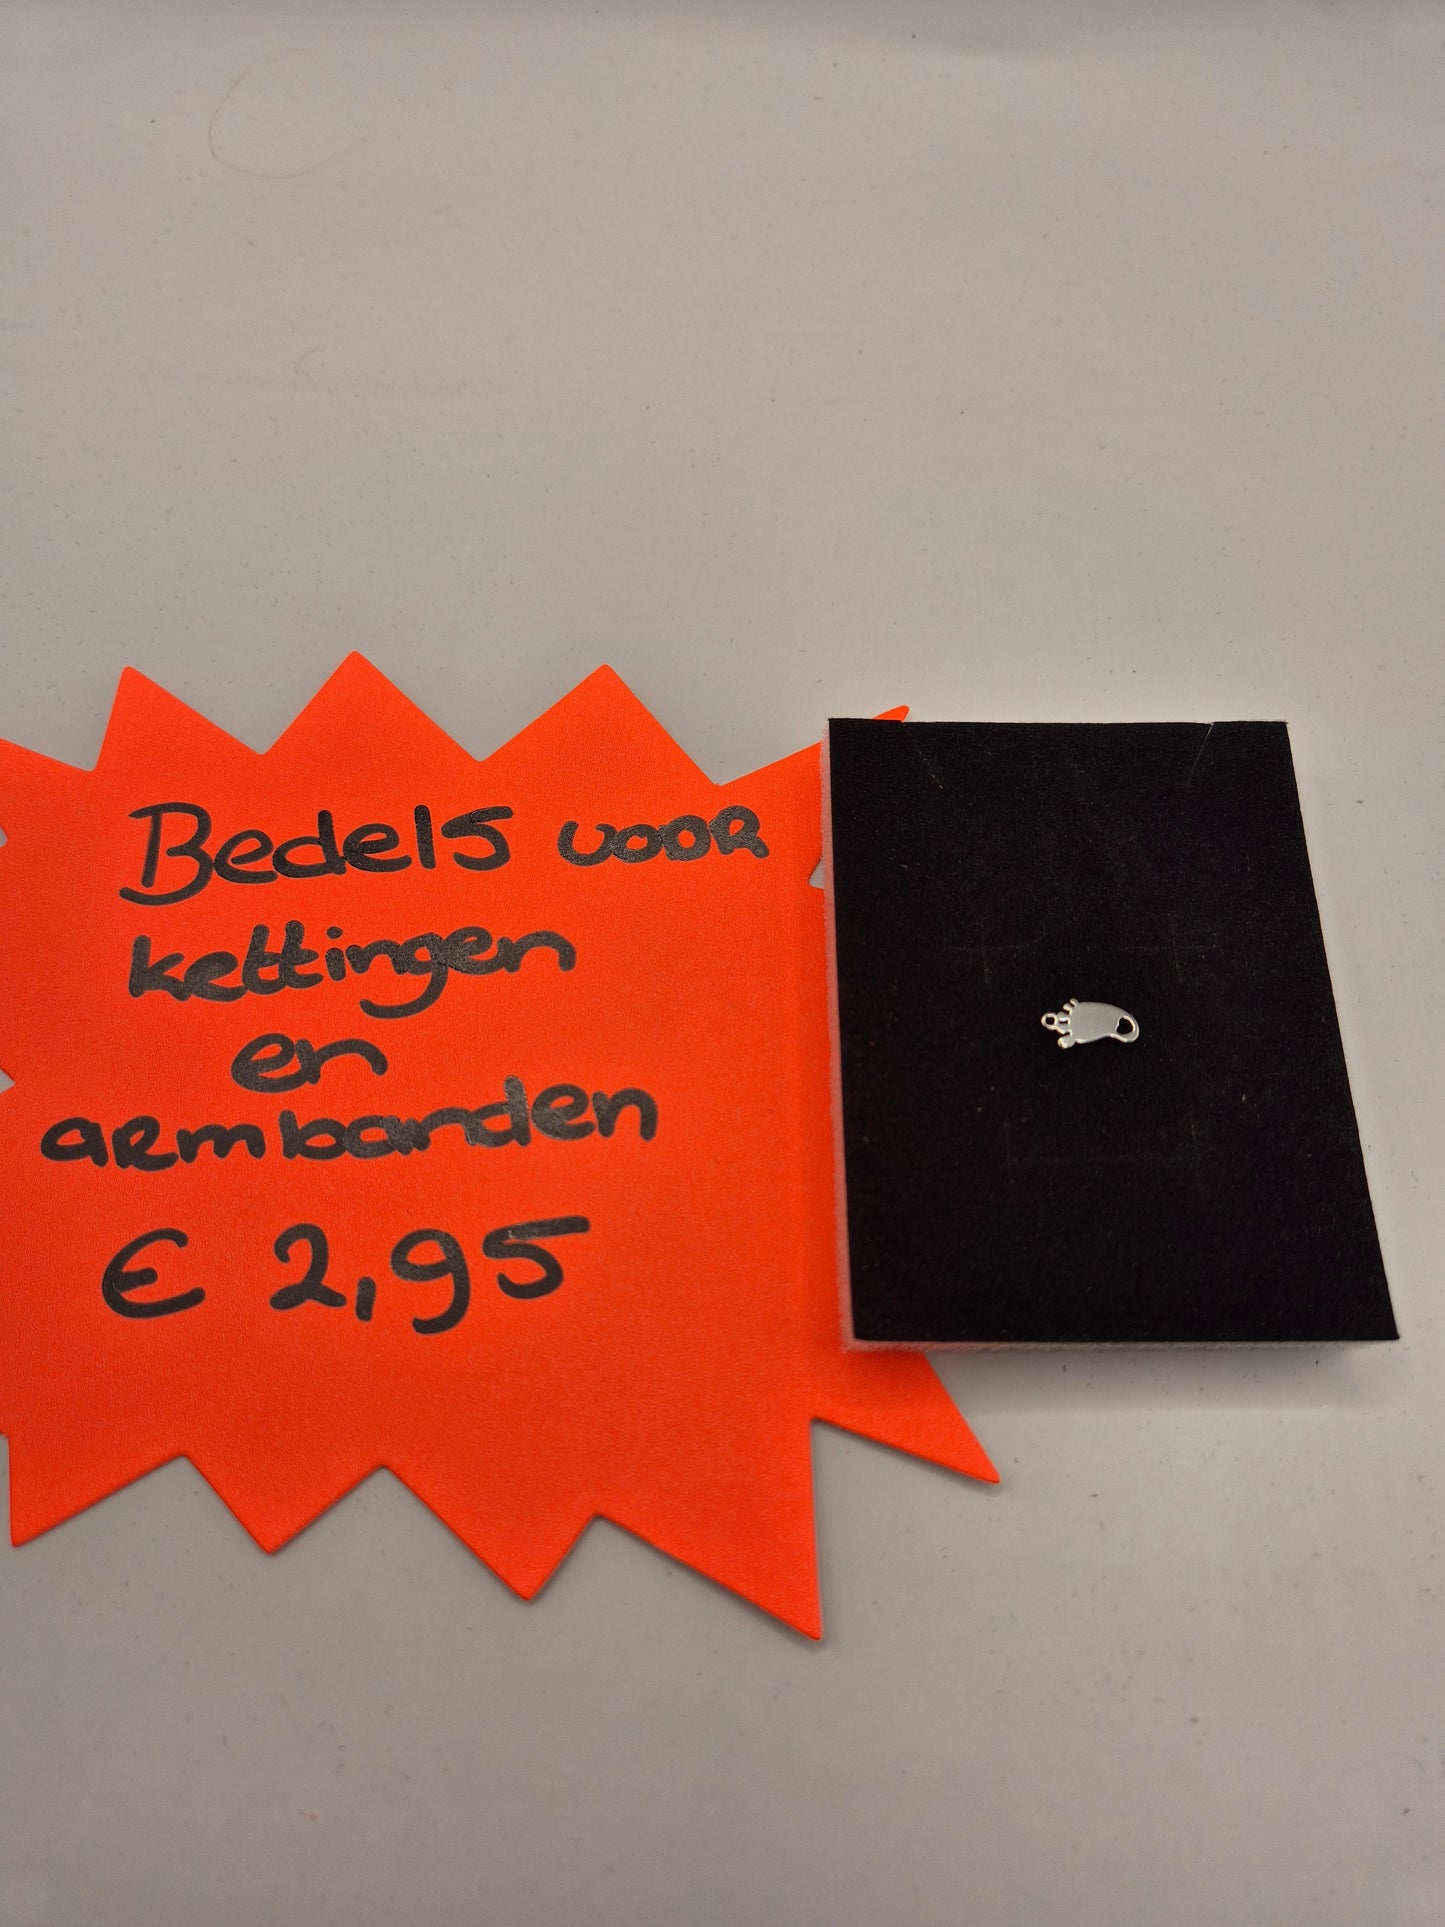 Bedels voor
kettingen
en
armbanden
€ 2,95